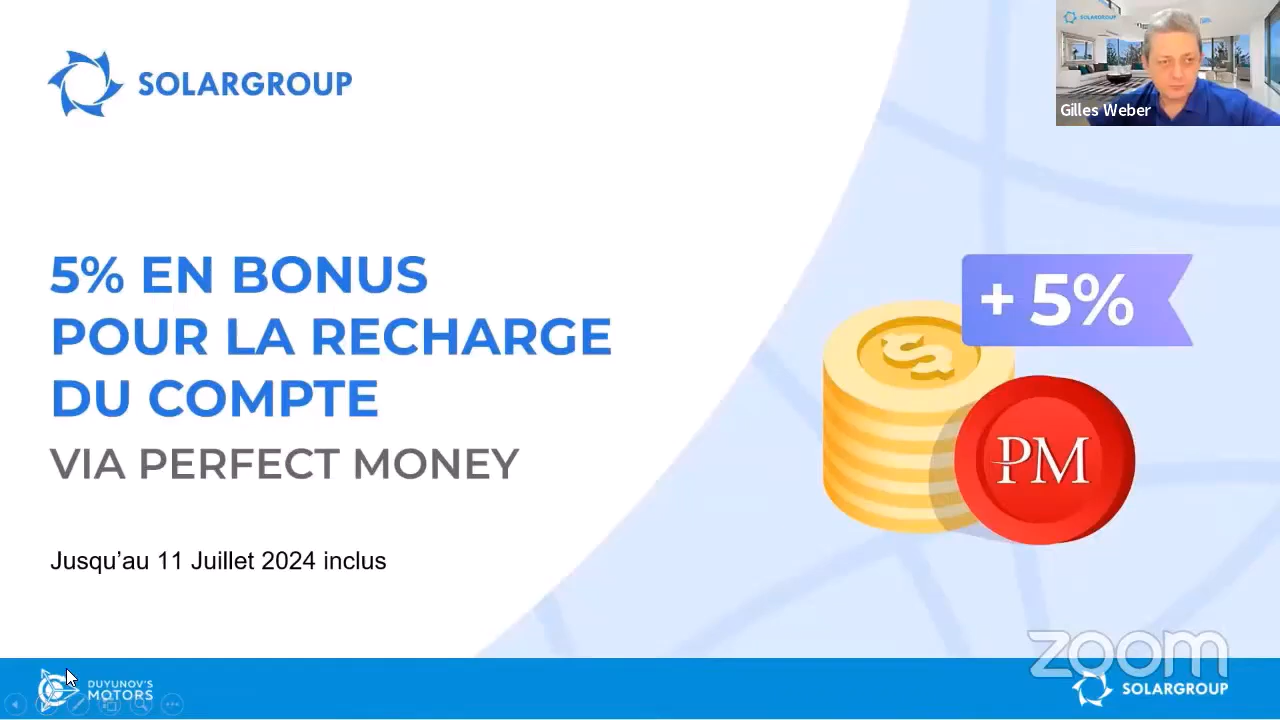 SOLARGROUP
SOLARGROUP
Gilles Weber
5% EN BONUS
POUR LA RECHARGE
DU COMPTE
VIA PERFECT MONEY
+ 5%
$
PM
Jusqu’au 11 Juillet 2024 inclus
zoom
DUYUNOV'S
MOTORS
SOLARGROUP